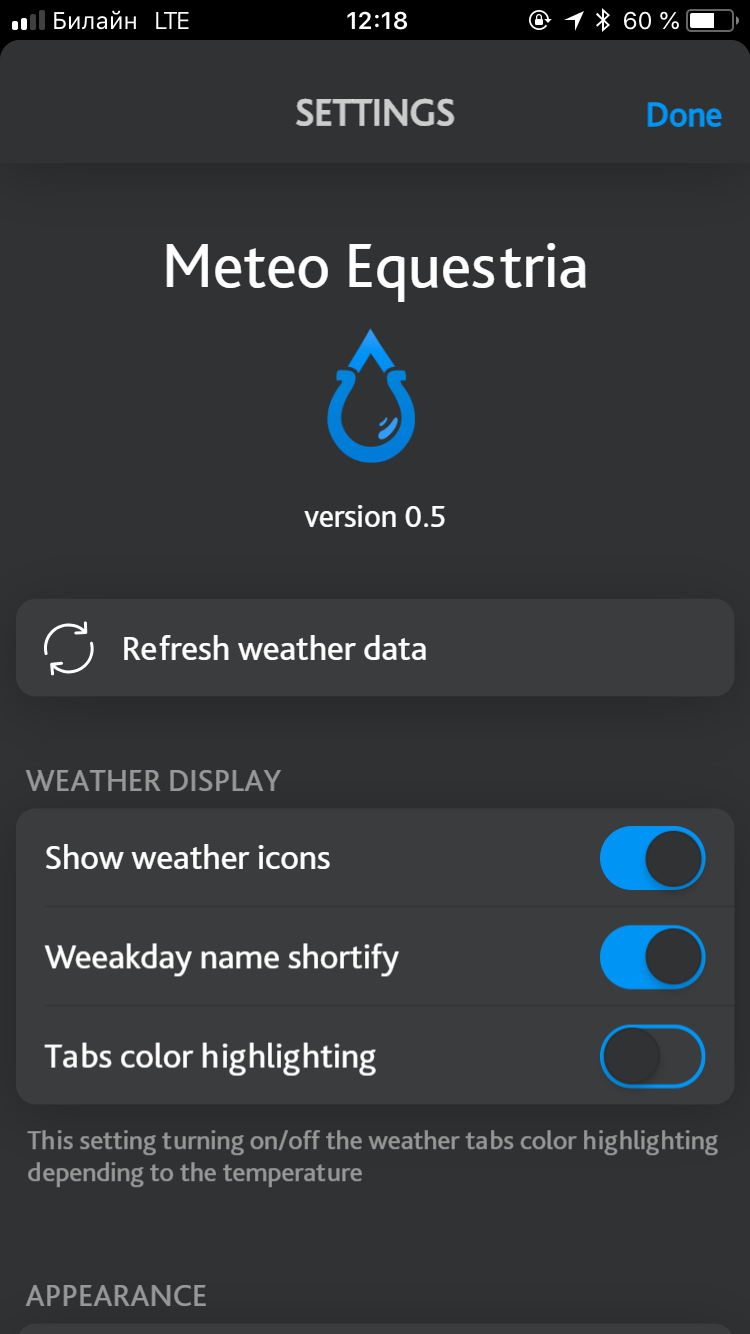 Билайн LTE 12:18 60 %
SETTINGS
Done
Meteo Equestria
version 0.5
Refresh weather data
WEATHER DISPLAY
Show weather icons
Weeakday name shortify
Tabs color highlighting
This setting turning on/off the weather tabs color highlighting
depending to the temperature
APPEARANCE